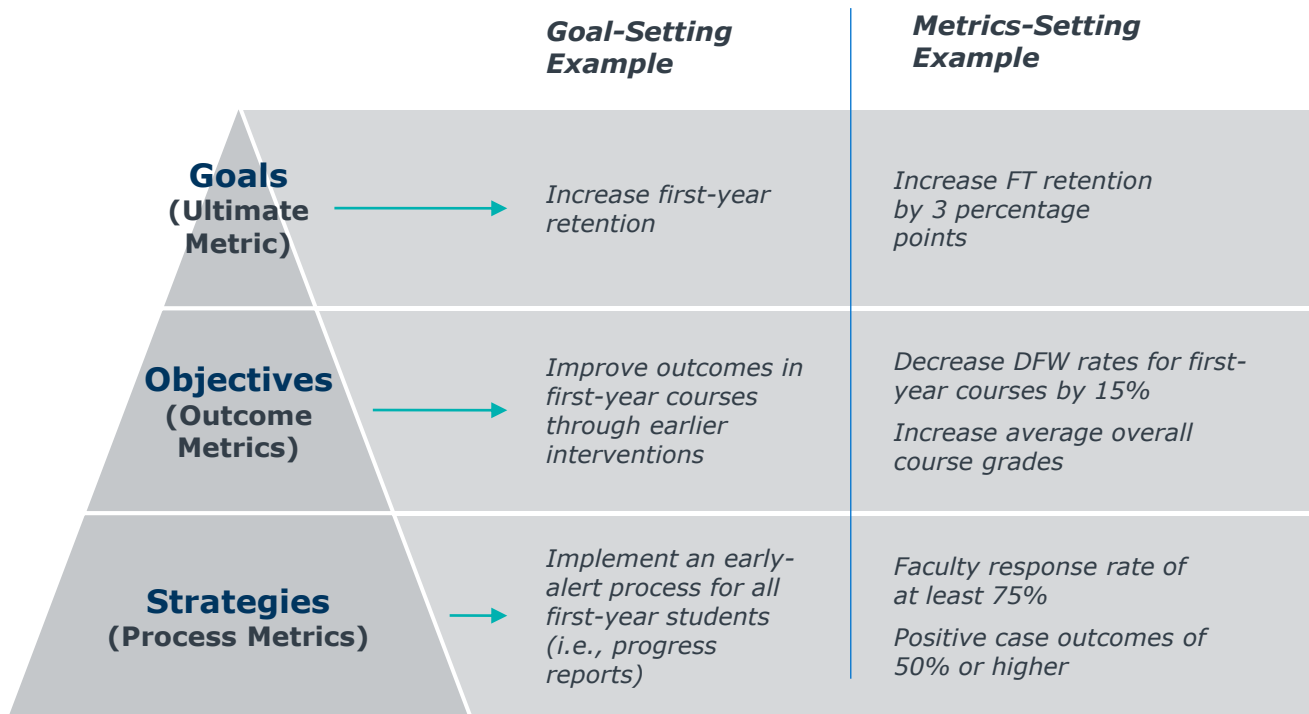 Goal-Setting
Example
Metrics-Setting
Example
Goals
(Ultimate
Metric)
Increase first-year
retention
Increase FT retention
by 3 percentage
points
Objectives
(Outcome
Metrics)
Improve outcomes in
first-year courses
through earlier
interventions
Decrease DFW rates for first-
year courses by 15%
Increase average overall
course grades
Strategies
(Process Metrics)
Implement an early-
alert process for all
first-year students
(i.e., progress
reports)
Faculty response rate of
at least 75%
Positive case outcomes of
50% or higher